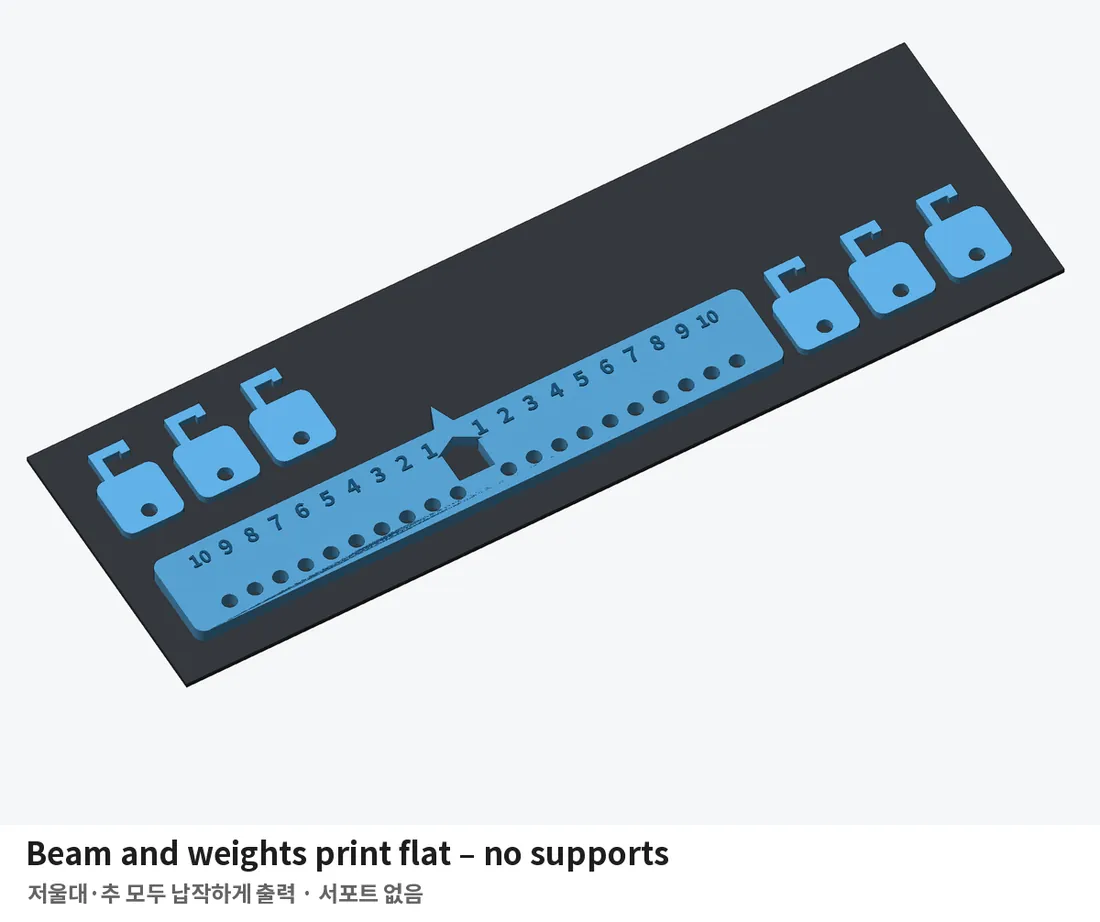 10 9 8 7 6 5 4 3 2 1 1 2 3 4 5 6 7 8 9 10
Beam and weights print flat – no supports
저울대·추 모두 납작하게 출력 · 서포트 없음